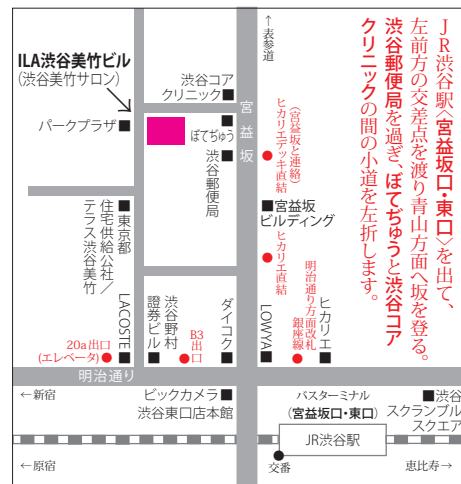 JR渋谷駅〈宮益坂口・東口〉を出て、
左前方の交差点を渡り青山方面へ坂を登る。
渋谷郵便局を過ぎ、ぼてぢゅうと渋谷コア
クリニックの間の小道を左折します。
ILA渋谷美竹ビル
(渋谷美竹サロン)
パークプラザ■
渋谷コア
クリニック■
←表参道
宮益坂
■
ぼてぢゅう
■渋谷郵便局
(宮益坂と連絡)
ヒカリエデッキ直結
●
■宮益坂
ビルディング
●ヒカリエ直結
明治通り方面改札
銀座線
●
ヒカリエ
■
■東京都
住宅供給公社/
テラス渋谷美竹
LACOSTE
■
20a出口
(エレベータ)●
渋谷野村
證券ビル
■
B3
出口
●
ダイコク
■
LOWYA
■
明治通り
←新宿
ビックカメラ■
渋谷東口店本館
バスターミナル
(宮益坂口・東口)
■渋谷
スクランブル
スクエア
JR渋谷駅
←原宿
交番
恵比寿→